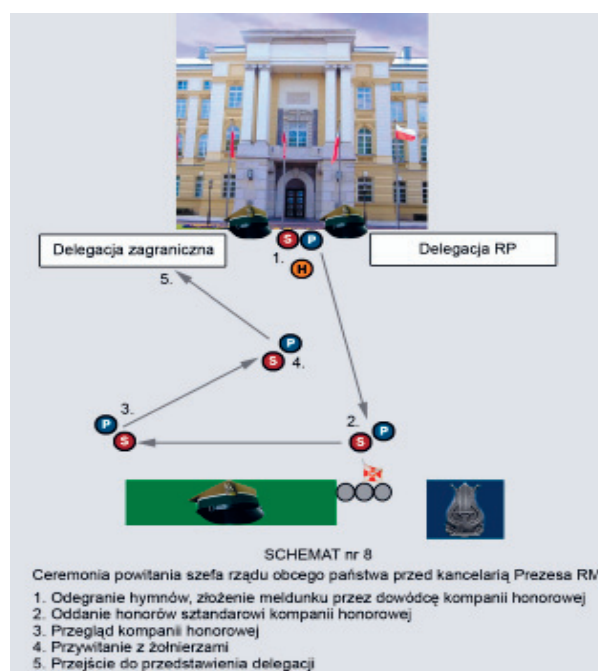 Delegacja zagraniczna
Delegacja RP
S P
1.
H
5.
P
S 4.
3.
P
S
2.
P
S
SCHEMAT nr 8
Ceremonia powitania szefa rządu obcego państwa przed kancelarią Prezesa RM
1. Odegranie hymnów, złożenie meldunku przez dowódcę kompanii honorowej
2. Oddanie honorów sztandarowi kompanii honorowej
3. Przegląd kompanii honorowej
4. Przywitanie z żołnierzami
5. Przejście do przedstawienia delegacji